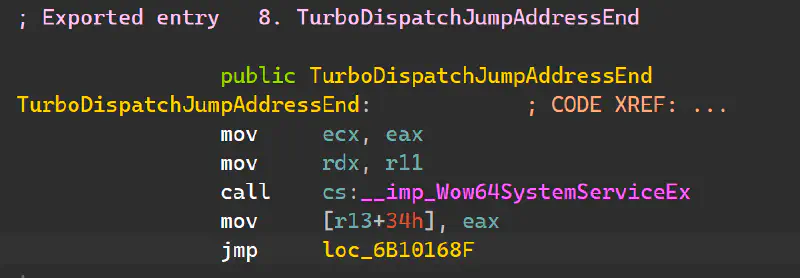 ; Exported entry   8. TurboDispatchJumpAddressEnd
public TurboDispatchJumpAddressEnd
TurboDispatchJumpAddressEnd:               ; CODE XREF: ...
mov     ecx, eax
mov     rdx, r11
call    cs:__imp_Wow64SystemServiceEx
mov     [r13+34h], eax
jmp     loc_6B10168F